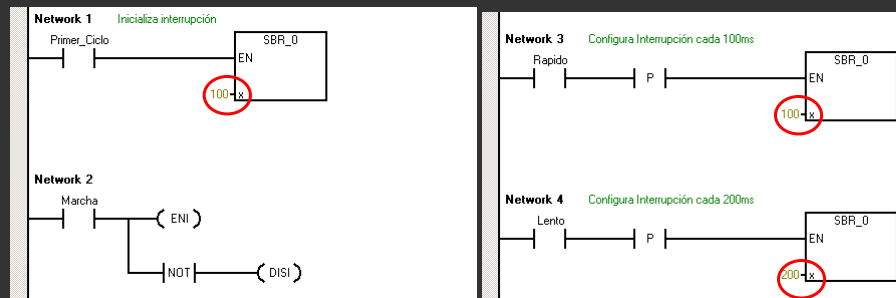 Network 1 Inicializa interrupción
Primer_Ciclo
SBR_0
EN
100 x
Network 2
Marcha
ENI
NOT
DISI
Network 3 Configura Interrupción cada 100ms
Rapido
SBR_0
P
EN
100 x
Network 4 Configura Interrupción cada 200ms
Lento
SBR_0
P
EN
200 x